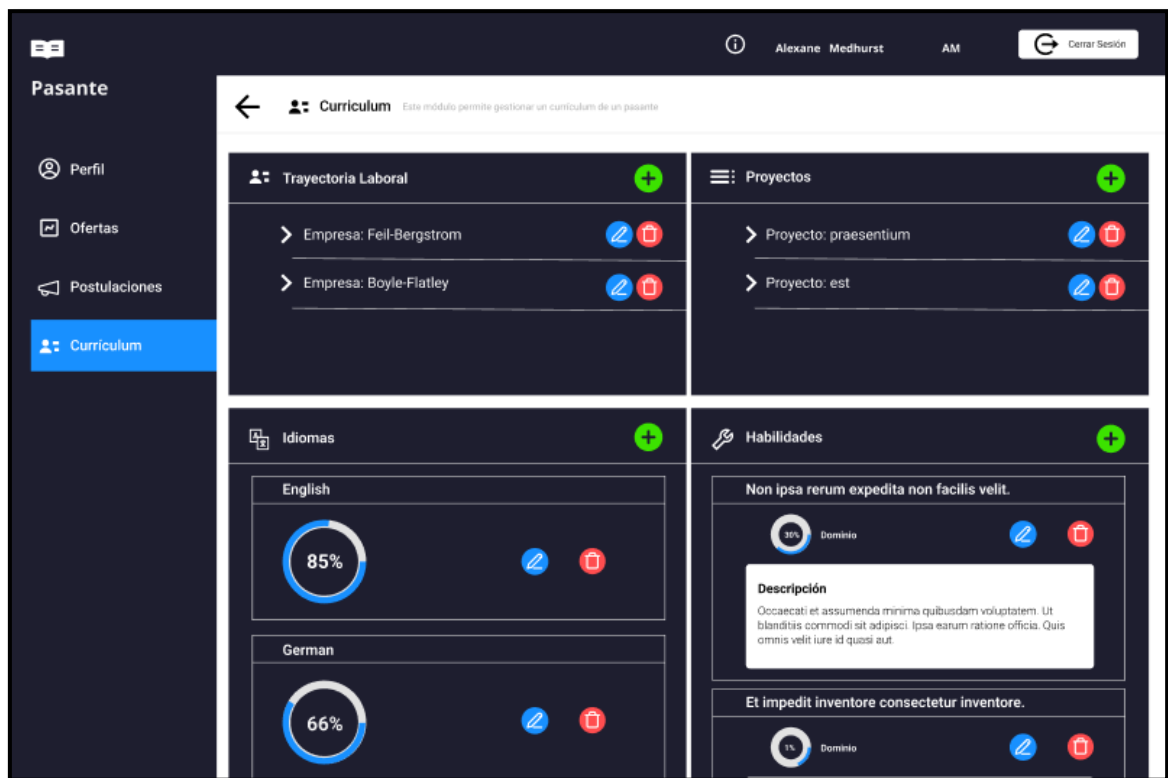 Alexane Medhurst AM Cerrar Sesión
Pasante
Perfil
Ofertas
Postulaciones
Currículum
Curriculum Este módulo permite gestionar un currículum de un pasante
Trayectoria Laboral
Empresa: Feil-Bergstrom
Empresa: Boyle-Flatley
Proyectos
Proyecto: praesentium
Proyecto: est
Idiomas
English
85%
German
66%
Habilidades
Non ipsa rerum expedita non facilis velit.
30% Dominio
Descripción
Occaecati et assumenda minima quibusdam voluptatem. Ut
blanditiis commodi sit adipisci. Ipsa earum ratione officia. Quis
omnis velit iure id quasi aut.
Et impedit inventore consectetur inventore.
1% Dominio